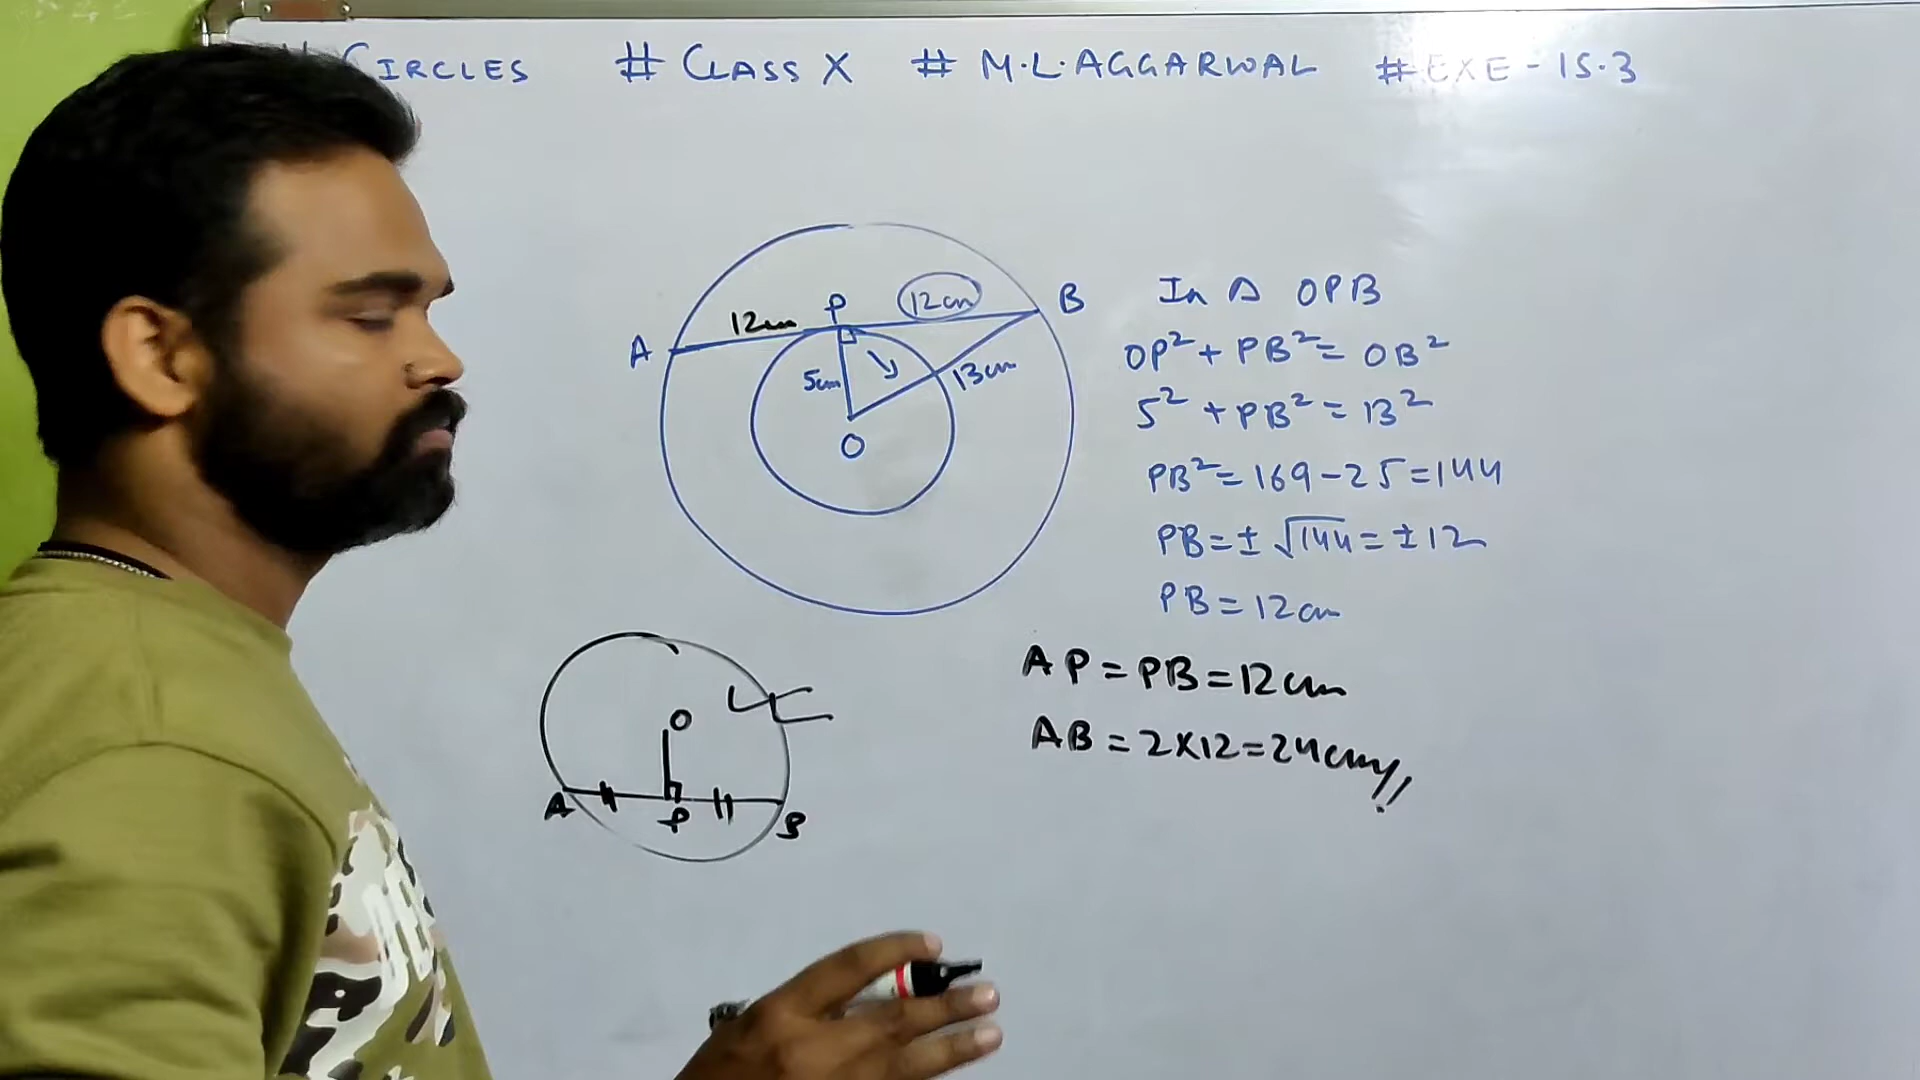 CIRCLES # CLASS X # M.L.AGGARWAL # EXE-15.3
P 12cm B
12cm
A
5cm 13cm
O
In Δ OPB
OP² + PB² = OB²
5² + PB² = 13²
PB² = 169 - 25 = 144
PB = ± √144 = ± 12
PB = 12cm
AP = PB = 12cm
AB = 2×12 = 24cm//
O
A P B